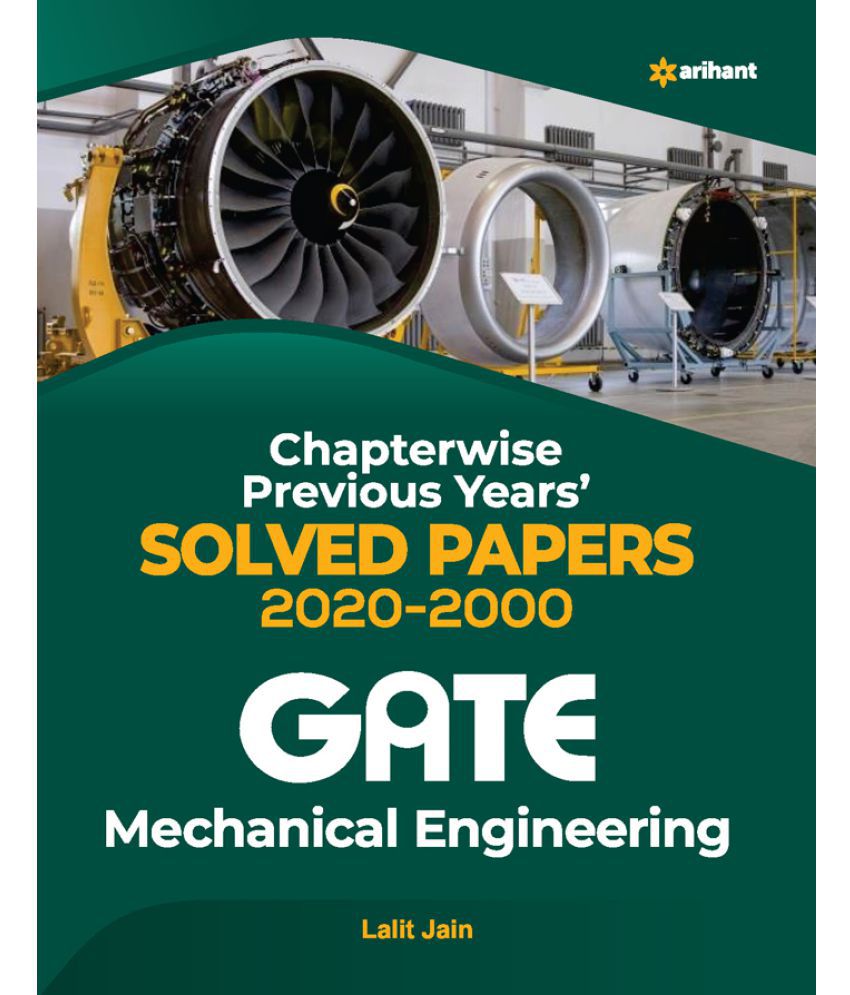 arihant
Chapterwise
Previous Years’
SOLVED PAPERS
2020-2000
GATE
Mechanical Engineering
Lalit Jain